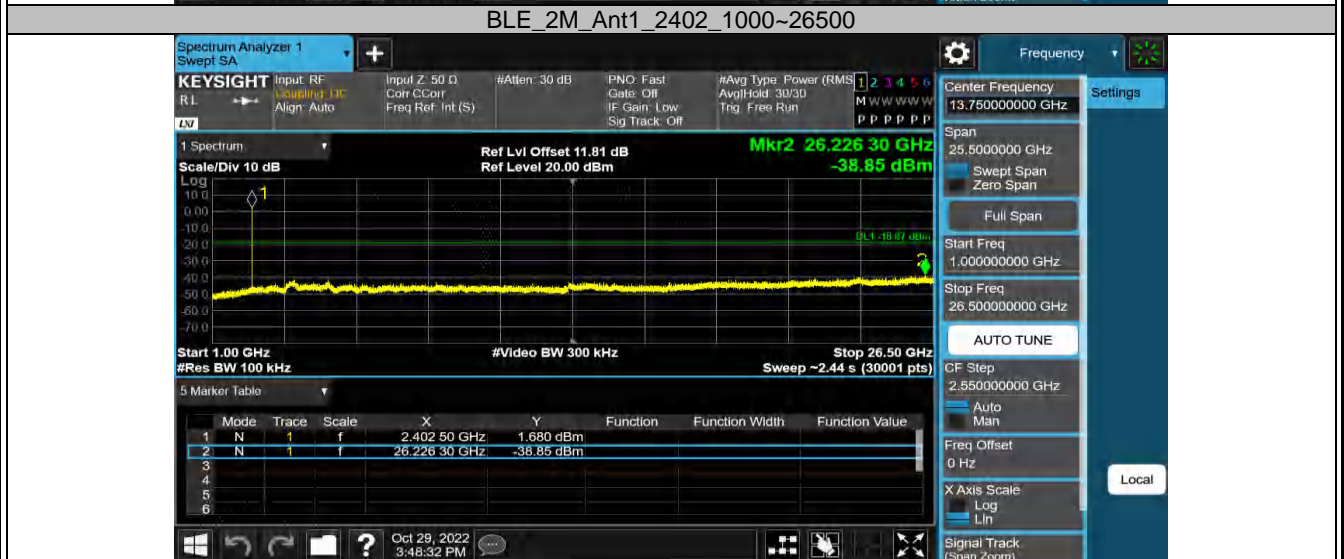 BLE_2M_Ant1_2402_1000~26500
Spectrum Analyzer 1
Swept SA
+
Frequency
KEYSIGHT Input: RF Input Z: 50 Ω #Atten: 30 dB PNO: Fast #Avg Type: Power (RMS 1 2 3 4 5 6
RL Coupling: DC Corr CCorr Gate: Off Avg|Hold: 30/30 M W W W W W
Align: Auto Freq Ref: Int (S) IF Gain: Low Trig: Free Run
LXI Sig Track: Off P P P P P P
Center Frequency
13.750000000 GHz
Settings
1 Spectrum
Scale/Div 10 dB
Ref Lvl Offset 11.81 dB
Ref Level 20.00 dBm
Mkr2 26.226 30 GHz
-38.85 dBm
Span
25.5000000 GHz
Swept Span
Zero Span
Full Span
Log
10.0
0.00
-10.0
-20.0
-30.0
-40.0
-50.0
-60.0
-70.0
1
2
Start Freq
1.000000000 GHz
Stop Freq
26.500000000 GHz
AUTO TUNE
Start 1.00 GHz #Video BW 300 kHz Stop 26.50 GHz
#Res BW 100 kHz Sweep ~2.44 s (30001 pts)
CF Step
2.550000000 GHz
Auto
Man
5 Marker Table
Mode Trace Scale X Y Function Function Width Function Value
1 N 1 f 2.402 50 GHz 1.680 dBm
2 N 1 f 26.226 30 GHz -38.85 dBm
3
4
5
6
Freq Offset
0 Hz
X Axis Scale
Log
Lin
Local
Signal Track
(Span Zoom)
? Oct 29, 2022
3:48:32 PM